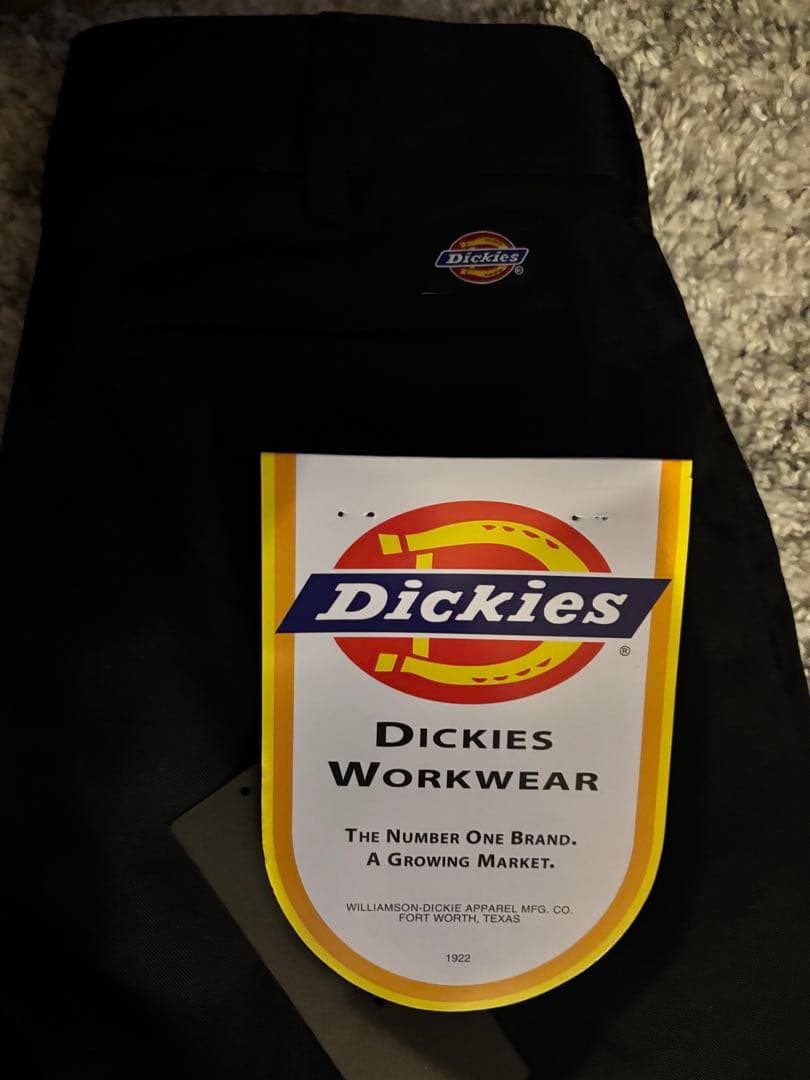 Dickies
®
Dickies
®
DICKIES
WORKWEAR
THE NUMBER ONE BRAND.
A GROWING MARKET.
WILLIAMSON-DICKIE APPAREL MFG. CO.
FORT WORTH, TEXAS
1922